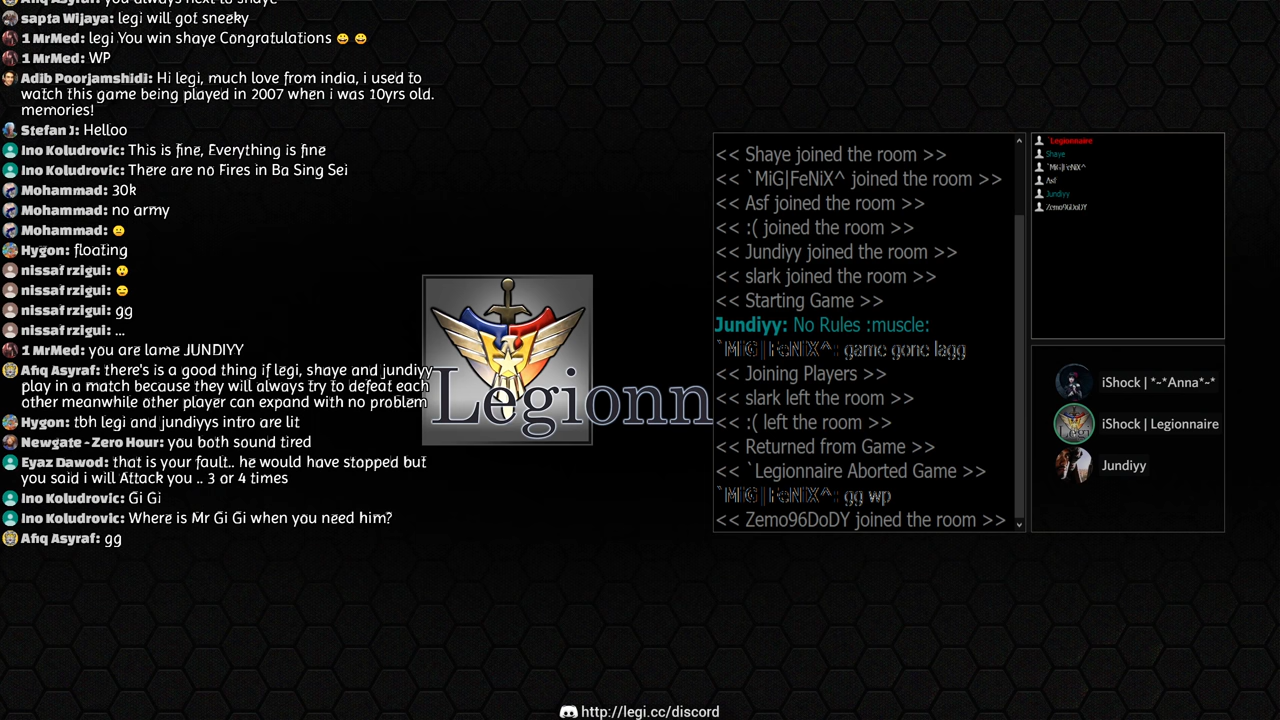 Afiq Asyraf: you always next to shaye
sapta Wijaya: legi will got sneeky
1 MrMed: legi You win shaye Congratulations 😀 😀
1 MrMed: WP
Adib Poorjamshidi: Hi legi, much love from india, i used to
watch this game being played in 2007 when i was 10yrs old.
memories!
Stefan J: Helloo
Ino Koludrovic: This is fine, Everything is fine
Ino Koludrovic: There are no Fires in Ba Sing Sei
Mohammad: 30k
Mohammad: no army
Mohammad: 😐
Hygon: floating
nissaf rzigui: 😲
nissaf rzigui: 😑
nissaf rzigui: gg
nissaf rzigui: ...
1 MrMed: you are lame JUNDIYY
Afiq Asyraf: there's is a good thing if legi, shaye and jundiyy
play in a match because they will always try to defeat each
other meanwhile other player can expand with no problem
Hygon: tbh legi and jundiyys intro are lit
Newgate - Zero Hour: you both sound tired
Eyaz Dawod: that is your fault.. he would have stopped but
you said i will Attack you .. 3 or 4 times
Ino Koludrovic: Gi Gi
Ino Koludrovic: Where is Mr Gi Gi when you need him?
Afiq Asyraf: gg
Legionn
<< Shaye joined the room >>
<< `MiG|FeNiX^ joined the room >>
<< Asf joined the room >>
<< :( joined the room >>
<< Jundiyy joined the room >>
<< slark joined the room >>
<< Starting Game >>
Jundiyy: No Rules :muscle:
`MiG|FeNiX^: game gone lagg
<< Joining Players >>
<< slark left the room >>
<< :( left the room >>
<< Returned from Game >>
<< `Legionnaire Aborted Game >>
`MiG|FeNiX^: gg wp
<< Zemo96DoDY joined the room >>
`Legionnaire
Shaye
`MiG|FeNiX^
Asf
Jundiyy
Zemo96DoDY
iShock | *~*Anna*~*
iShock | Legionnaire
Jundiyy
http://legi.cc/discord